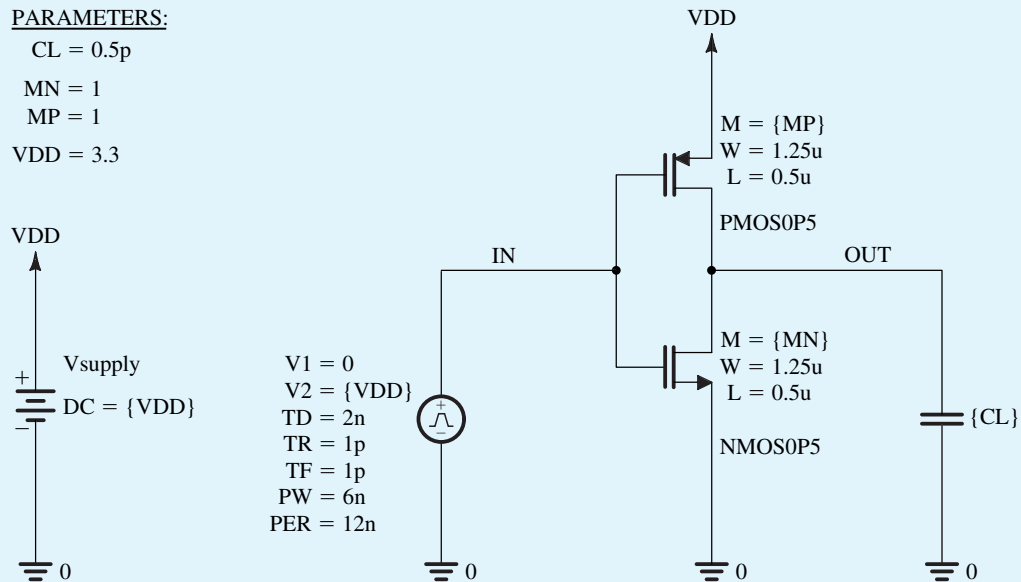 PARAMETERS:
CL = 0.5p
MN = 1
MP = 1
VDD = 3.3
VDD
M = {MP}
W = 1.25u
L = 0.5u
PMOS0P5
VDD
IN
OUT
+
Vsupply
DC = {VDD}
−
V1 = 0
V2 = {VDD}
TD = 2n
TR = 1p
TF = 1p
PW = 6n
PER = 12n
+
−
M = {MN}
W = 1.25u
L = 0.5u
NMOS0P5
{CL}
0
0
0
0